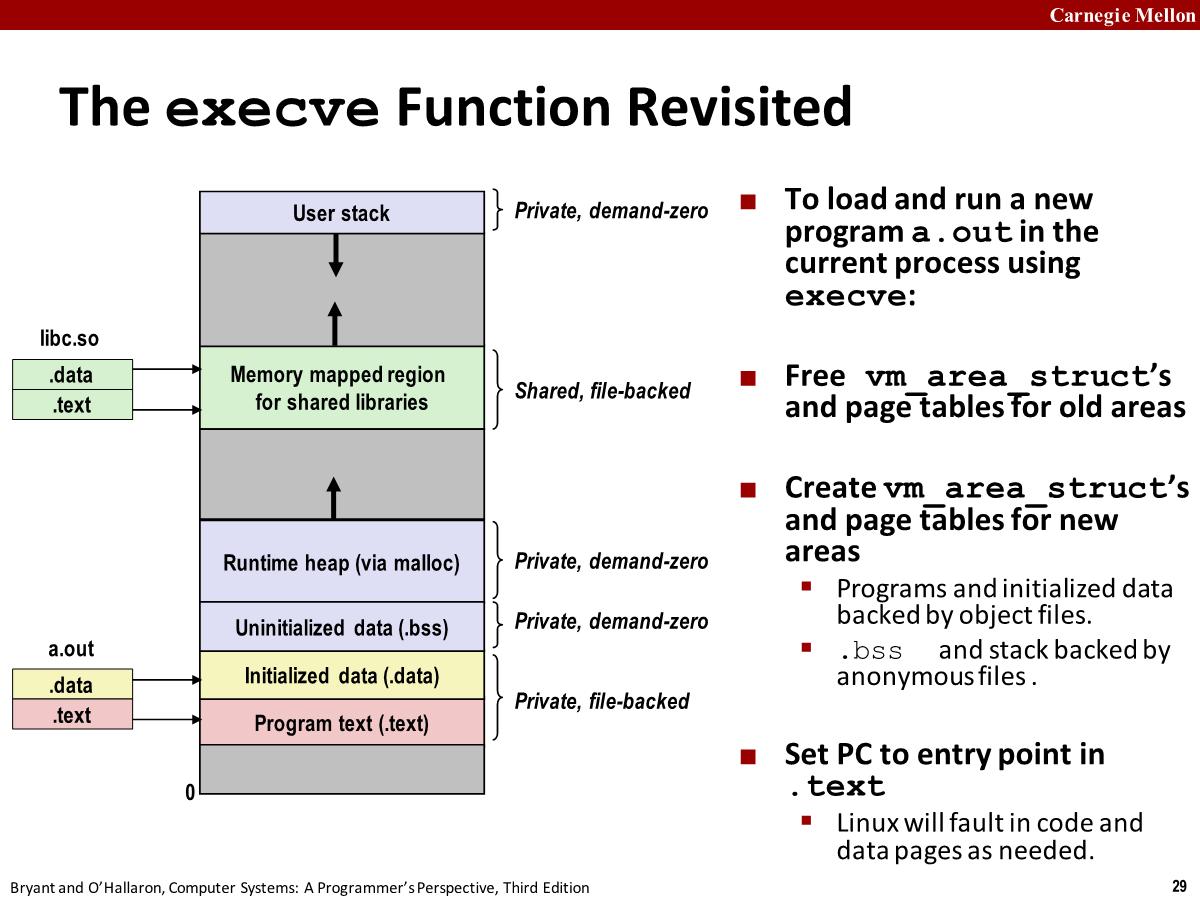 Carnegie Mellon
The execve Function Revisited
User stack
Private, demand-zero
libc.so
.data
.text
Memory mapped region
for shared libraries
Shared, file-backed
Runtime heap (via malloc)
Private, demand-zero
Uninitialized data (.bss)
Private, demand-zero
a.out
.data
.text
Initialized data (.data)
Program text (.text)
Private, file-backed
0
To load and run a new
program a.out in the
current process using
execve:
Free vm_area_struct’s
and page tables for old areas
Create vm_area_struct’s
and page tables for new
areas
Programs and initialized data
backed by object files.
.bss and stack backed by
anonymous files .
Set PC to entry point in
.text
Linux will fault in code and
data pages as needed.
Bryant and O’Hallaron, Computer Systems: A Programmer’s Perspective, Third Edition
29